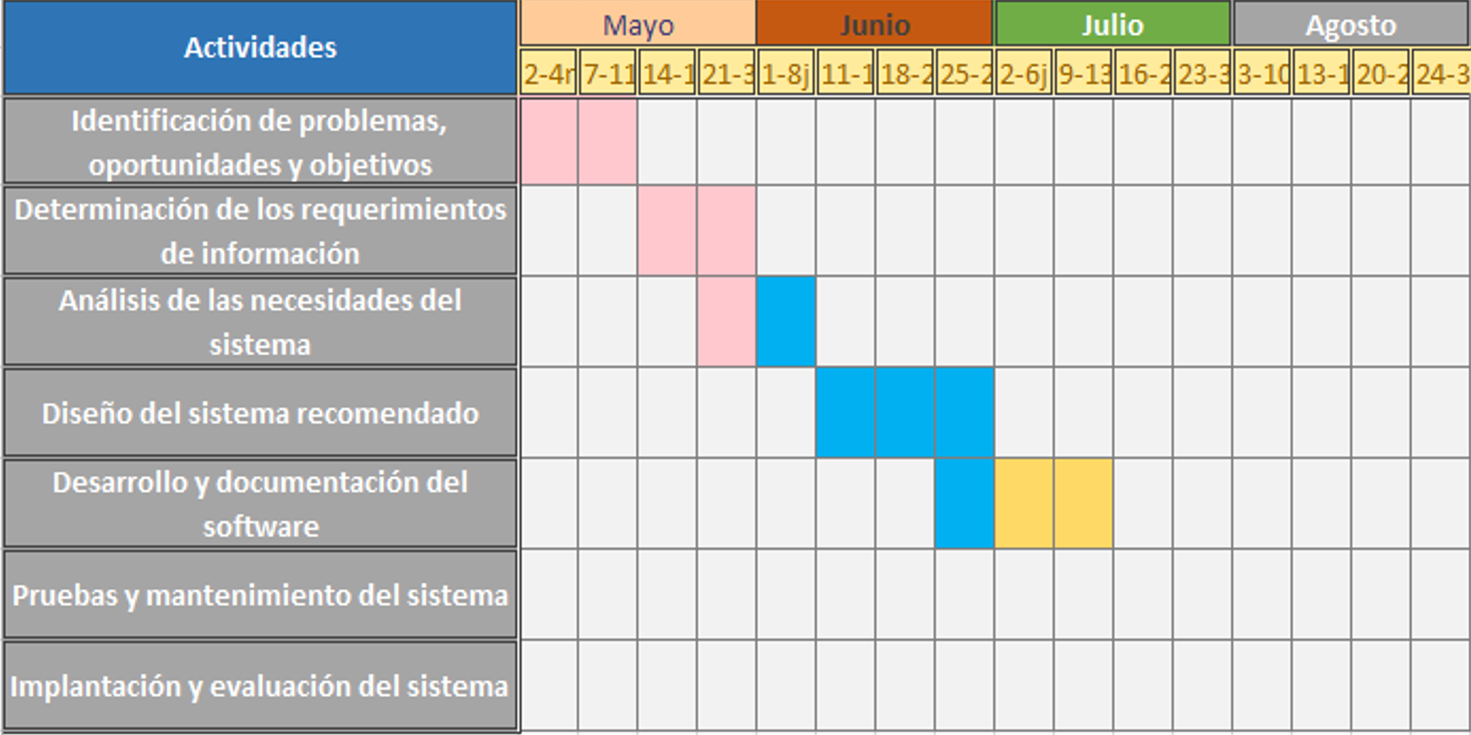 Actividades
Mayo Junio Julio Agosto
2-4 7-11 14-1 21-3 1-8j 11-1 18-2 25-2 2-6j 9-13 16-2 23-3 3-10 13-1 20-2 24-3
Identificación de problemas,
oportunidades y objetivos
Determinación de los requerimientos
de información
Análisis de las necesidades del
sistema
Diseño del sistema recomendado
Desarrollo y documentación del
software
Pruebas y mantenimiento del sistema
Implantación y evaluación del sistema